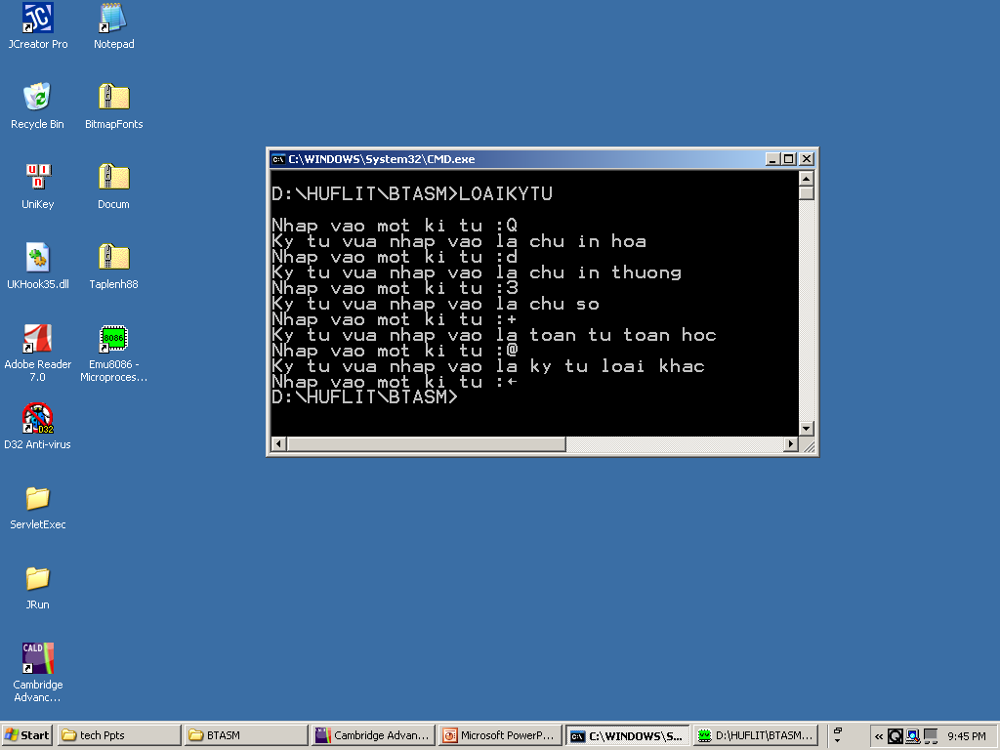 JCreator Pro
Notepad
Recycle Bin
BitmapFonts
UniKey
Docum
UKHook35.dll
Taplenh88
Adobe Reader
7.0
8086
Emu8086 -
Microproces...
D32
D32 Anti-virus
ServletExec
JRun
CALD
Cambridge
Advanc...
C:\WINDOWS\System32\CMD.exe
D:\HUFLIT\BTASM>LOAIKYTU
Nhap vao mot ki tu :Q
Ky tu vua nhap vao la chu in hoa
Nhap vao mot ki tu :d
Ky tu vua nhap vao la chu in thuong
Nhap vao mot ki tu :3
Ky tu vua nhap vao la chu so
Nhap vao mot ki tu :+
Ky tu vua nhap vao la toan tu toan hoc
Nhap vao mot ki tu :@
Ky tu vua nhap vao la ky tu loai khac
Nhap vao mot ki tu :←
D:\HUFLIT\BTASM>
Start
tech Ppts
BTASM
Cambridge Advan...
Microsoft PowerP...
C:\WINDOWS\S...
D:\HUFLIT\BTASM...
9:45 PM